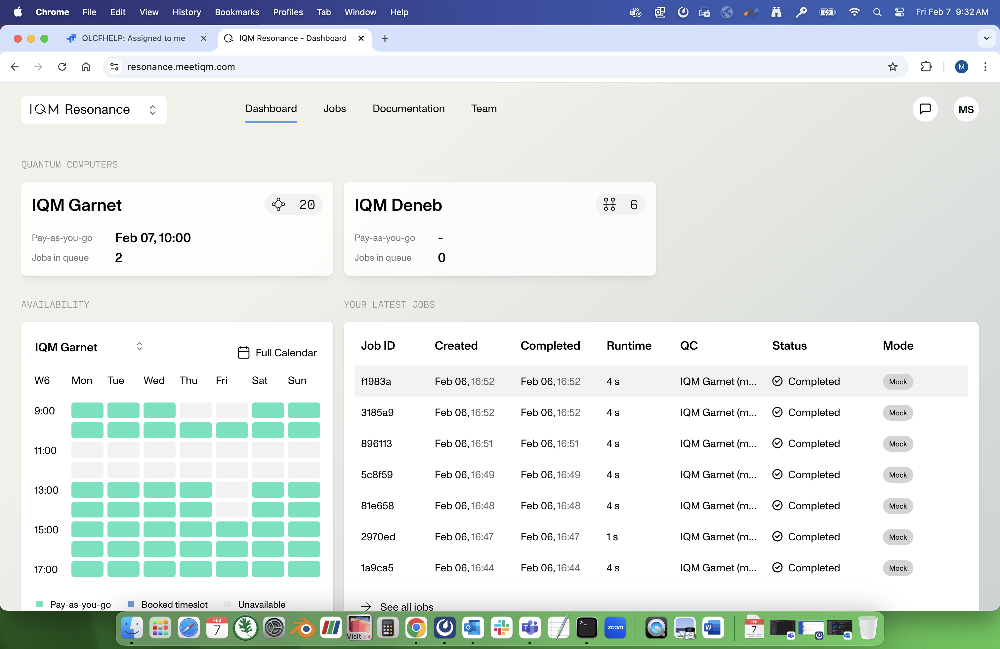 Chrome File Edit View History Bookmarks Profiles Tab Window Help Fri Feb 7 9:32 AM
OLCFHELP: Assigned to me IQM Resonance - Dashboard
resonance.meetiqm.com M
IQM Resonance Dashboard Jobs Documentation Team MS
QUANTUM COMPUTERS
IQM Garnet 20
Pay-as-you-go Feb 07, 10:00
Jobs in queue 2
IQM Deneb 6
Pay-as-you-go -
Jobs in queue 0
AVAILABILITY
IQM Garnet
Full Calendar
W6 Mon Tue Wed Thu Fri Sat Sun
9:00
11:00
13:00
15:00
17:00
Pay-as-you-go Booked timeslot Unavailable
YOUR LATEST JOBS
Job ID Created Completed Runtime QC Status Mode
f1983a Feb 06, 16:52 Feb 06, 16:52 4 s IQM Garnet (m... Completed Mock
3185a9 Feb 06, 16:52 Feb 06, 16:52 4 s IQM Garnet (m... Completed Mock
896113 Feb 06, 16:51 Feb 06, 16:51 4 s IQM Garnet (m... Completed Mock
5c8f59 Feb 06, 16:49 Feb 06, 16:49 4 s IQM Garnet (m... Completed Mock
81e658 Feb 06, 16:48 Feb 06, 16:48 4 s IQM Garnet (m... Completed Mock
2970ed Feb 06, 16:47 Feb 06, 16:47 1 s IQM Garnet (m... Completed Mock
1a9ca5 Feb 06, 16:44 Feb 06, 16:44 4 s IQM Garnet (m... Completed Mock
See all jobs
FEB
7
VisIt 3.4
zoom
FEB
7